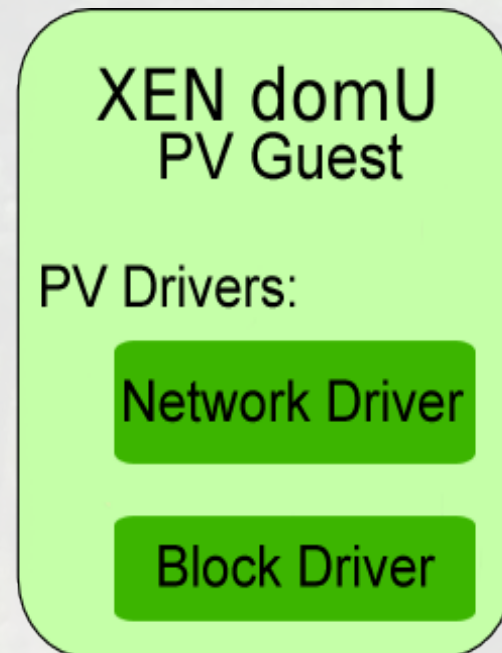 XEN domU
PV Guest
PV Drivers:
Network Driver
Block Driver